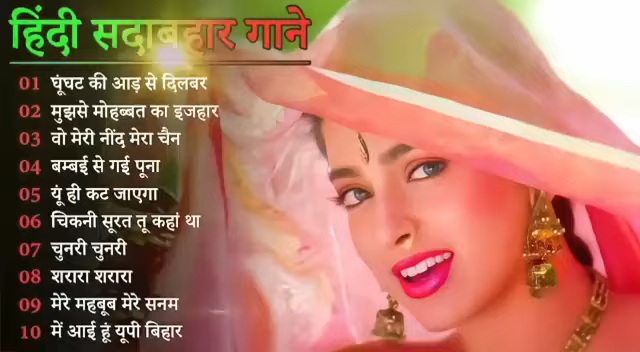 हिंदी सदाबहार गाने
01 घूंघट की आड़ से दिलबर
02 मुझसे मोहब्बत का इजहार
03 वो मेरी नींद मेरा चैन
04 बम्बई से गई पूना
05 यूं ही कट जाएगा
06 चिकनी सूरत तू कहां था
07 चुनरी चुनरी
08 शरारा शरारा
09 मेरे महबूब मेरे सनम
10 में आई हूं यूपी बिहार